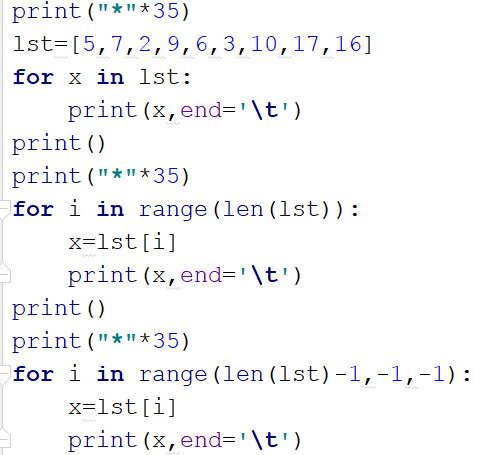 print("*"*35)
lst=[5,7,2,9,6,3,10,17,16]
for x in lst:
    print(x,end='\t')
print()
print("*"*35)
for i in range(len(lst)):
    x=lst[i]
    print(x,end='\t')
print()
print("*"*35)
for i in range(len(lst)-1,-1,-1):
    x=lst[i]
    print(x,end='\t')